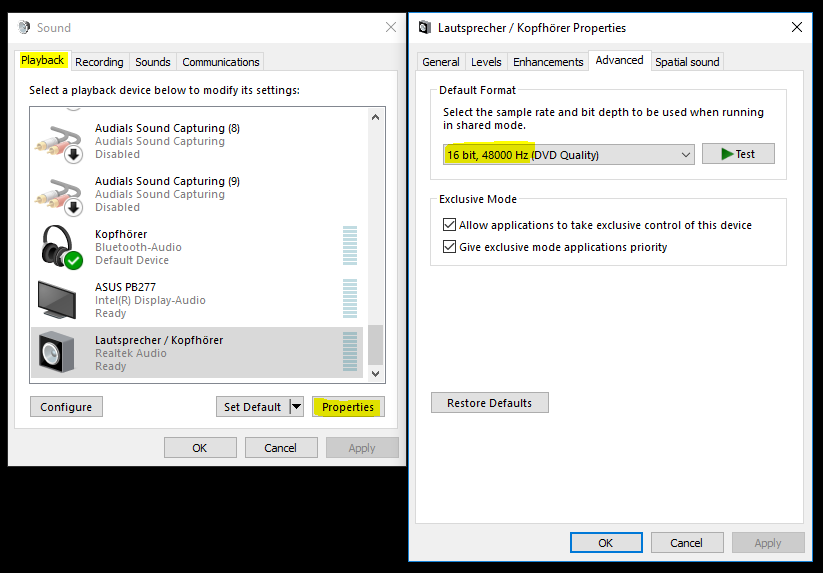 Sound
Playback
Recording
Sounds
Communications
Select a playback device below to modify its settings:
Audials Sound Capturing (8)
Audials Sound Capturing
Disabled
Audials Sound Capturing (9)
Audials Sound Capturing
Disabled
Kopfhörer
Bluetooth-Audio
Default Device
ASUS PB277
Intel(R) Display-Audio
Ready
Lautsprecher / Kopfhörer
Realtek Audio
Ready
Configure
Set Default
Properties
OK
Cancel
Apply
Lautsprecher / Kopfhörer Properties
General
Levels
Enhancements
Advanced
Spatial sound
Default Format
Select the sample rate and bit depth to be used when running
in shared mode.
16 bit, 48000 Hz (DVD Quality)
Test
Exclusive Mode
Allow applications to take exclusive control of this device
Give exclusive mode applications priority
Restore Defaults
OK
Cancel
Apply